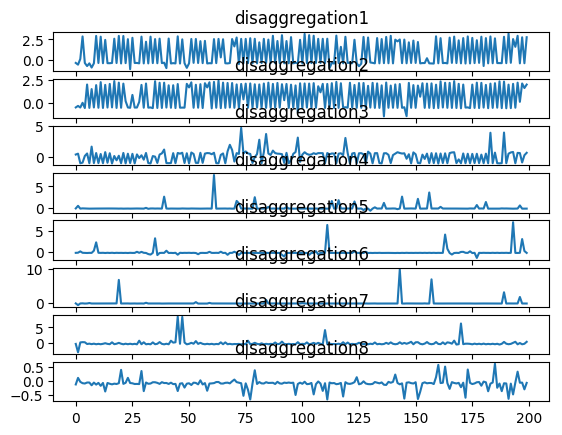 disaggregation1
2.5
0.0
disaggregation2
2.5
0.0
disaggregation3
5
0
disaggregation4
5
0
disaggregation5
5
0
disaggregation6
10
0
disaggregation7
5
0
disaggregation8
0.5
0.0
−0.5
0 25 50 75 100 125 150 175 200